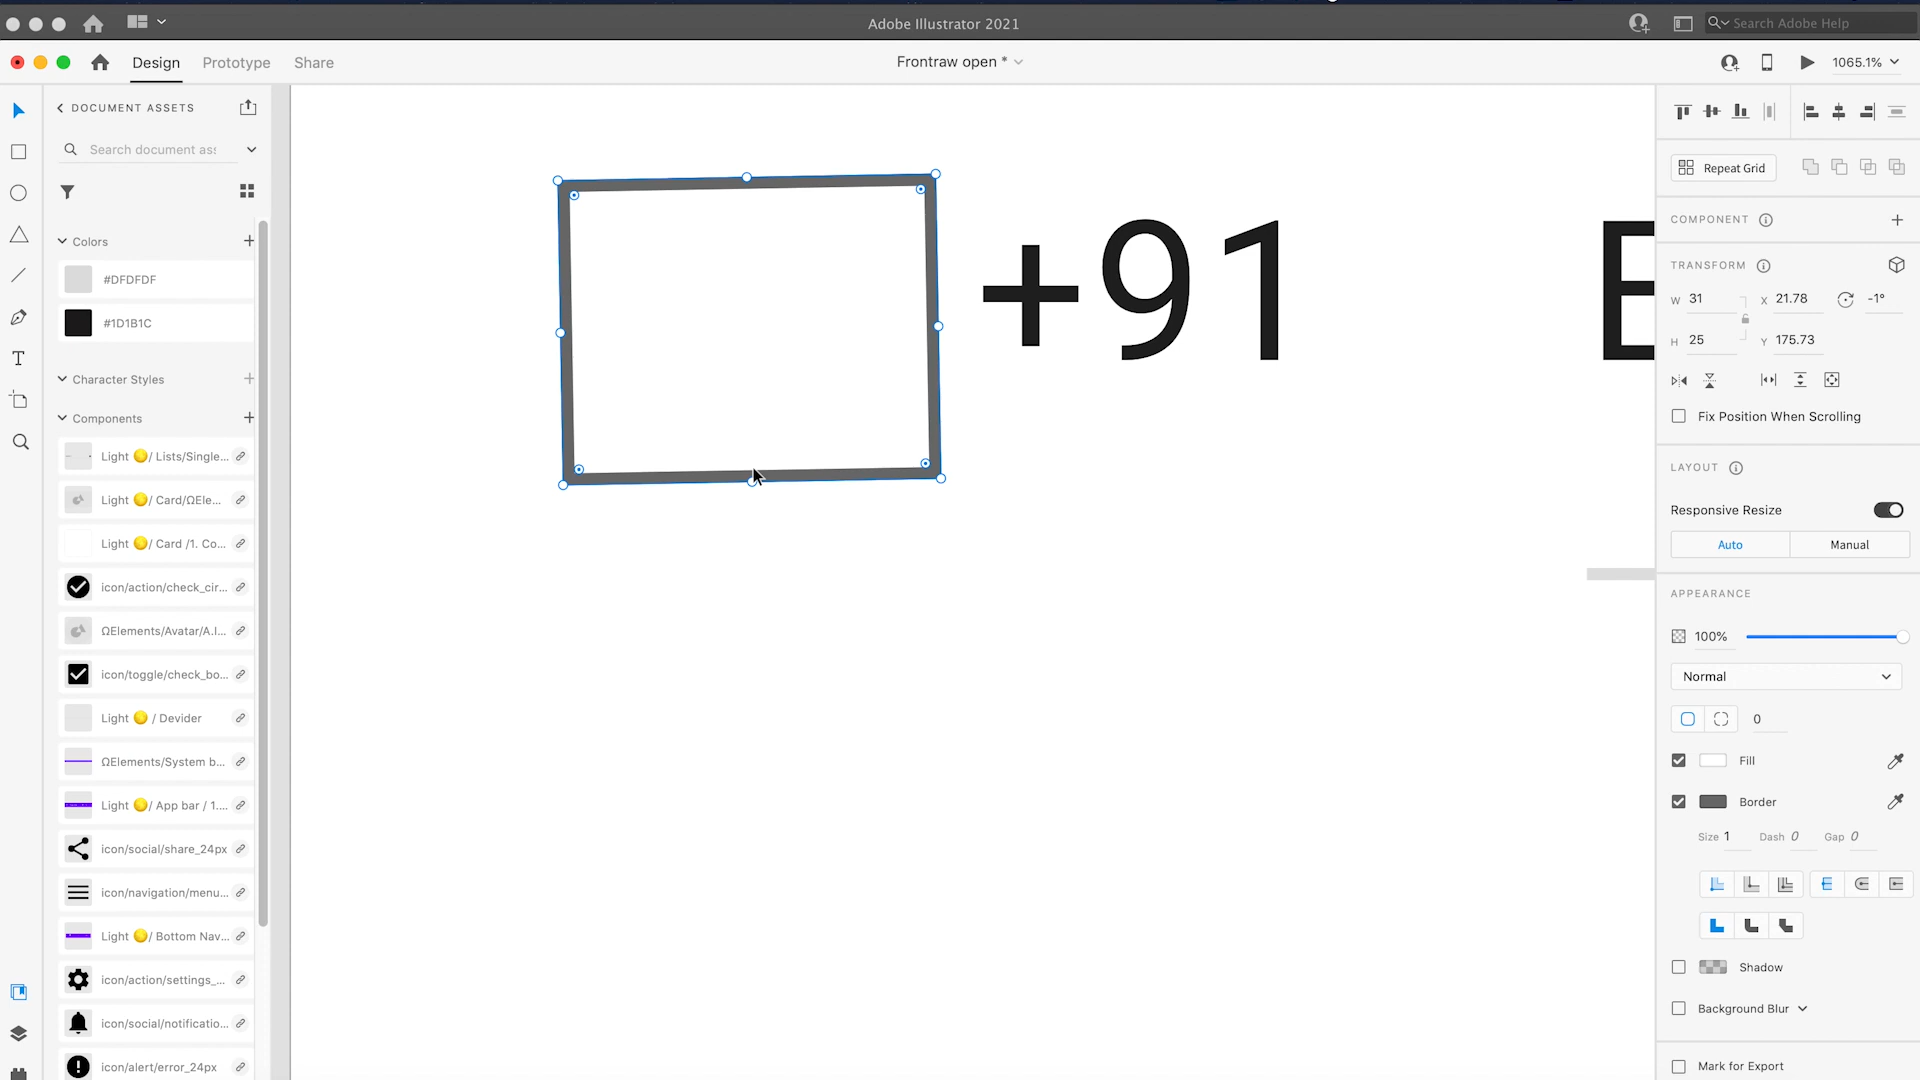 Adobe Illustrator 2021
Search Adobe Help
Design
Prototype
Share
Frontraw open *
1065.1%
DOCUMENT ASSETS
Search document ass
Colors
#DFDFDF
#1D1B1C
Character Styles
Components
Light / Lists/Single...
Light / Card/ΩEle...
Light / Card /1. Co...
icon/action/check_cir...
ΩElements/Avatar/A.I...
icon/toggle/check_bo...
Light / Devider
ΩElements/System b...
Light / App bar / 1....
icon/social/share_24px
icon/navigation/menu...
Light / Bottom Nav...
icon/action/settings_...
icon/social/notificatio...
icon/alert/error_24px
+91
E
Repeat Grid
COMPONENT
TRANSFORM
W 31
X 21.78
-1°
H 25
Y 175.73
Fix Position When Scrolling
LAYOUT
Responsive Resize
Auto
Manual
APPEARANCE
100%
Normal
0
Fill
Border
Size 1
Dash 0
Gap 0
Shadow
Background Blur
Mark for Export